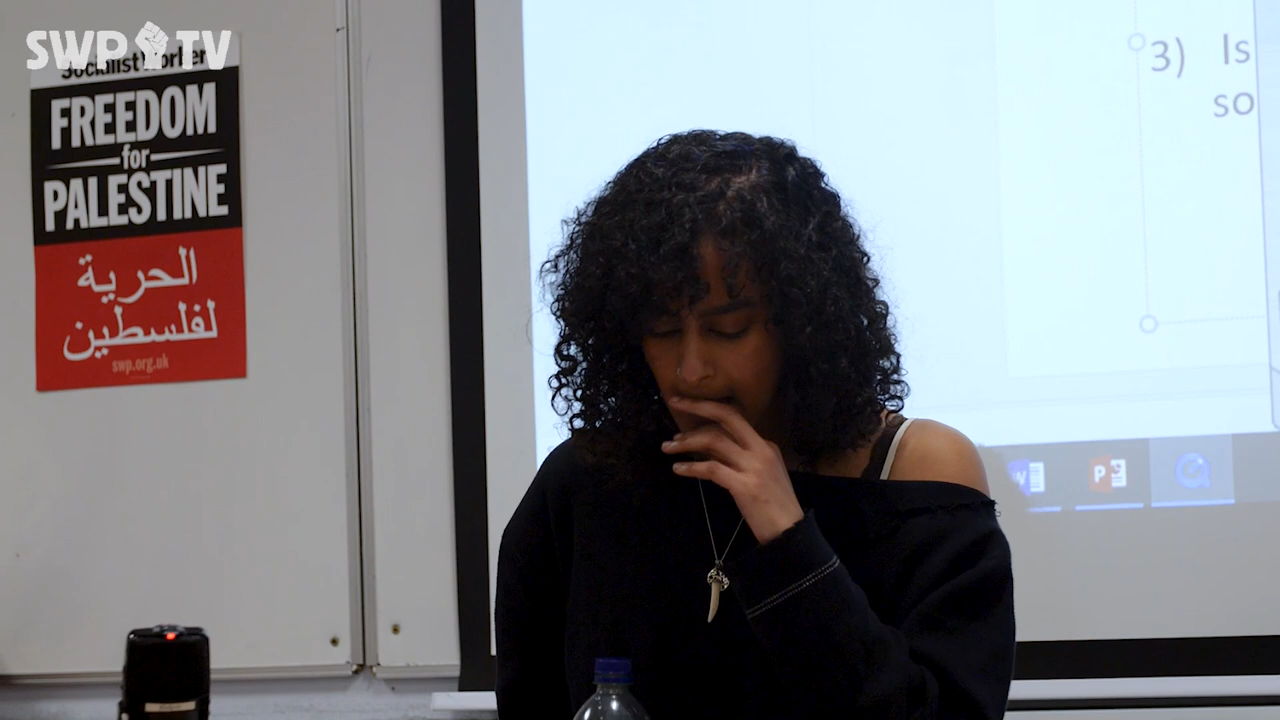 SWP TV
Socialist Worker
FREEDOM
for
PALESTINE
الحرية
لفلسطين
swp.org.uk
3) Is
so
W
P